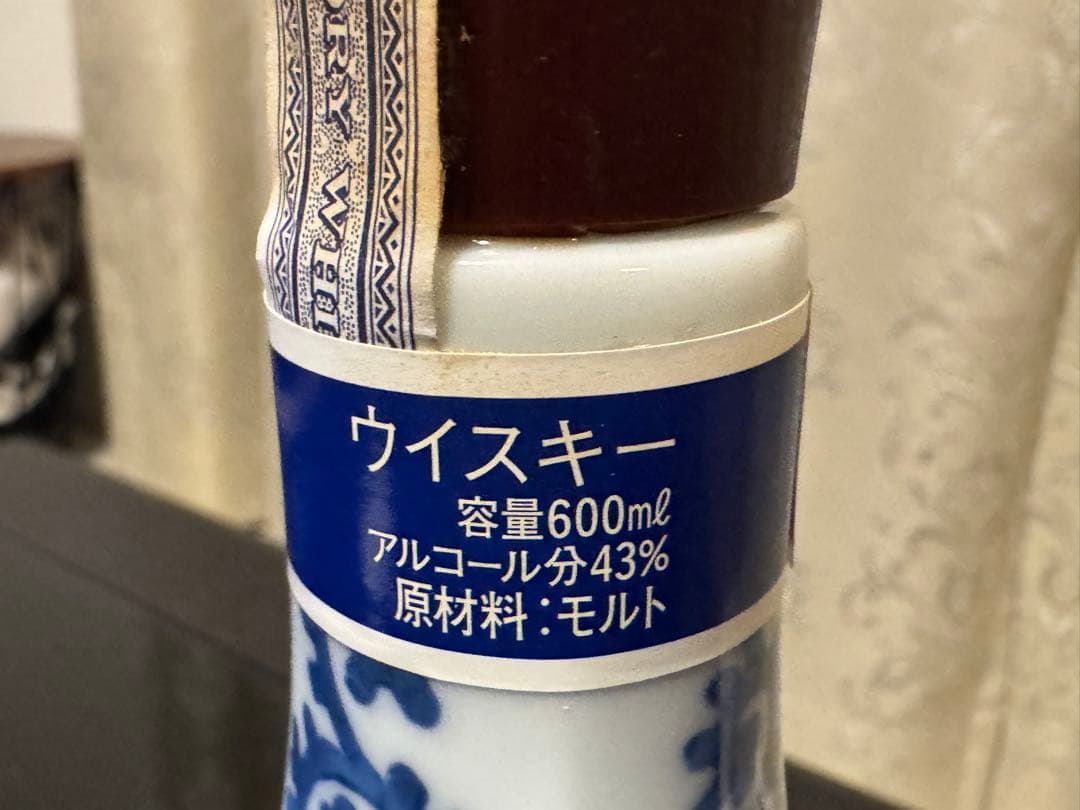 ウイスキー
容量600mℓ
アルコール分43%
原材料：モルト